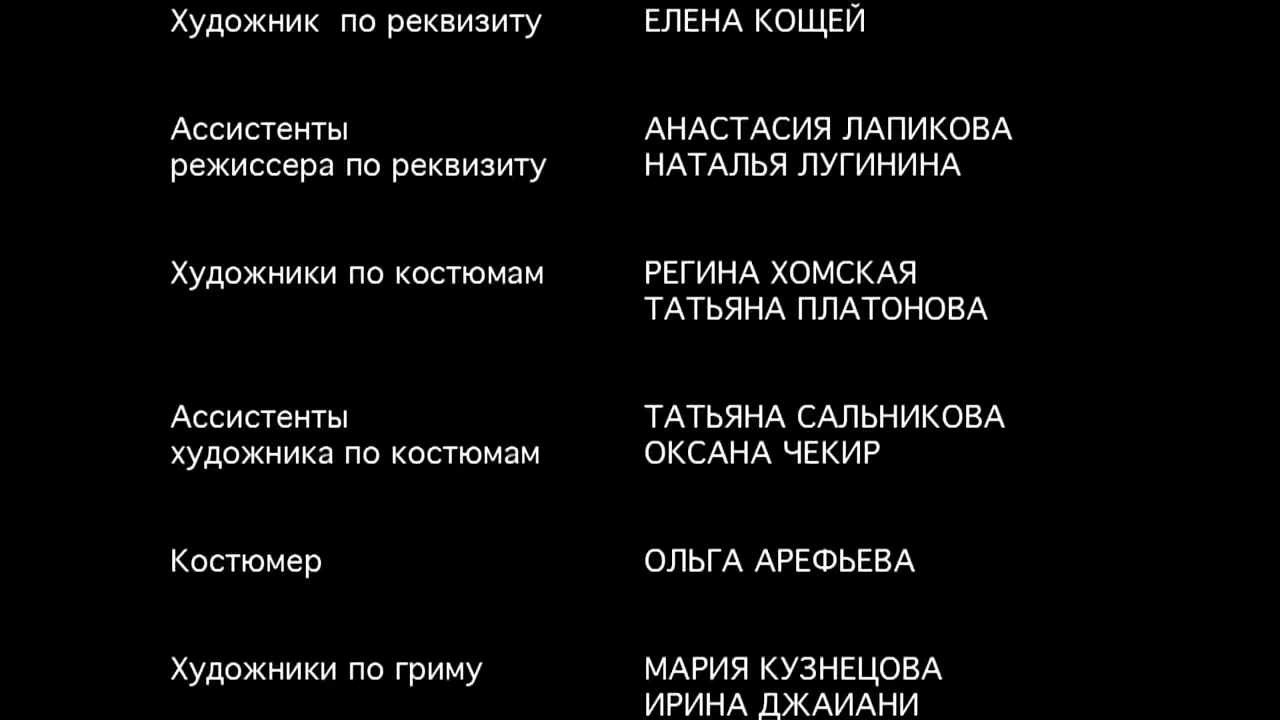 Художник по реквизиту ЕЛЕНА КОЩЕЙ
Ассистенты АНАСТАСИЯ ЛАПИКОВА
режиссера по реквизиту НАТАЛЬЯ ЛУГИНИНА
Художники по костюмам РЕГИНА ХОМСКАЯ
ТАТЬЯНА ПЛАТОНОВА
Ассистенты ТАТЬЯНА САЛЬНИКОВА
художника по костюмам ОКСАНА ЧЕКИР
Костюмер ОЛЬГА АРЕФЬЕВА
Художники по гриму МАРИЯ КУЗНЕЦОВА
ИРИНА ДЖАИАНИ